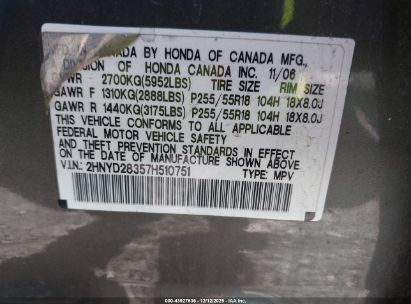 MFD. IN CANADA BY HONDA OF CANADA MFG.,
A DIVISION OF HONDA CANADA INC. 11/06
GVWR 2700KG(5952LBS) TIRE SIZE RIM SIZE
GAWR F 1310KG(2888LBS) P255/55R18 104H 18X8.0J
GAWR R 1440KG(3175LBS) P255/55R18 104H 18X8.0J
THIS VEHICLE CONFORMS TO ALL APPLICABLE
FEDERAL MOTOR VEHICLE SAFETY
AND THEFT PREVENTION STANDARDS IN EFFECT
ON THE DATE OF MANUFACTURE SHOWN ABOVE.
V.I.N: 2HNYD28357H510751 TYPE: MPV